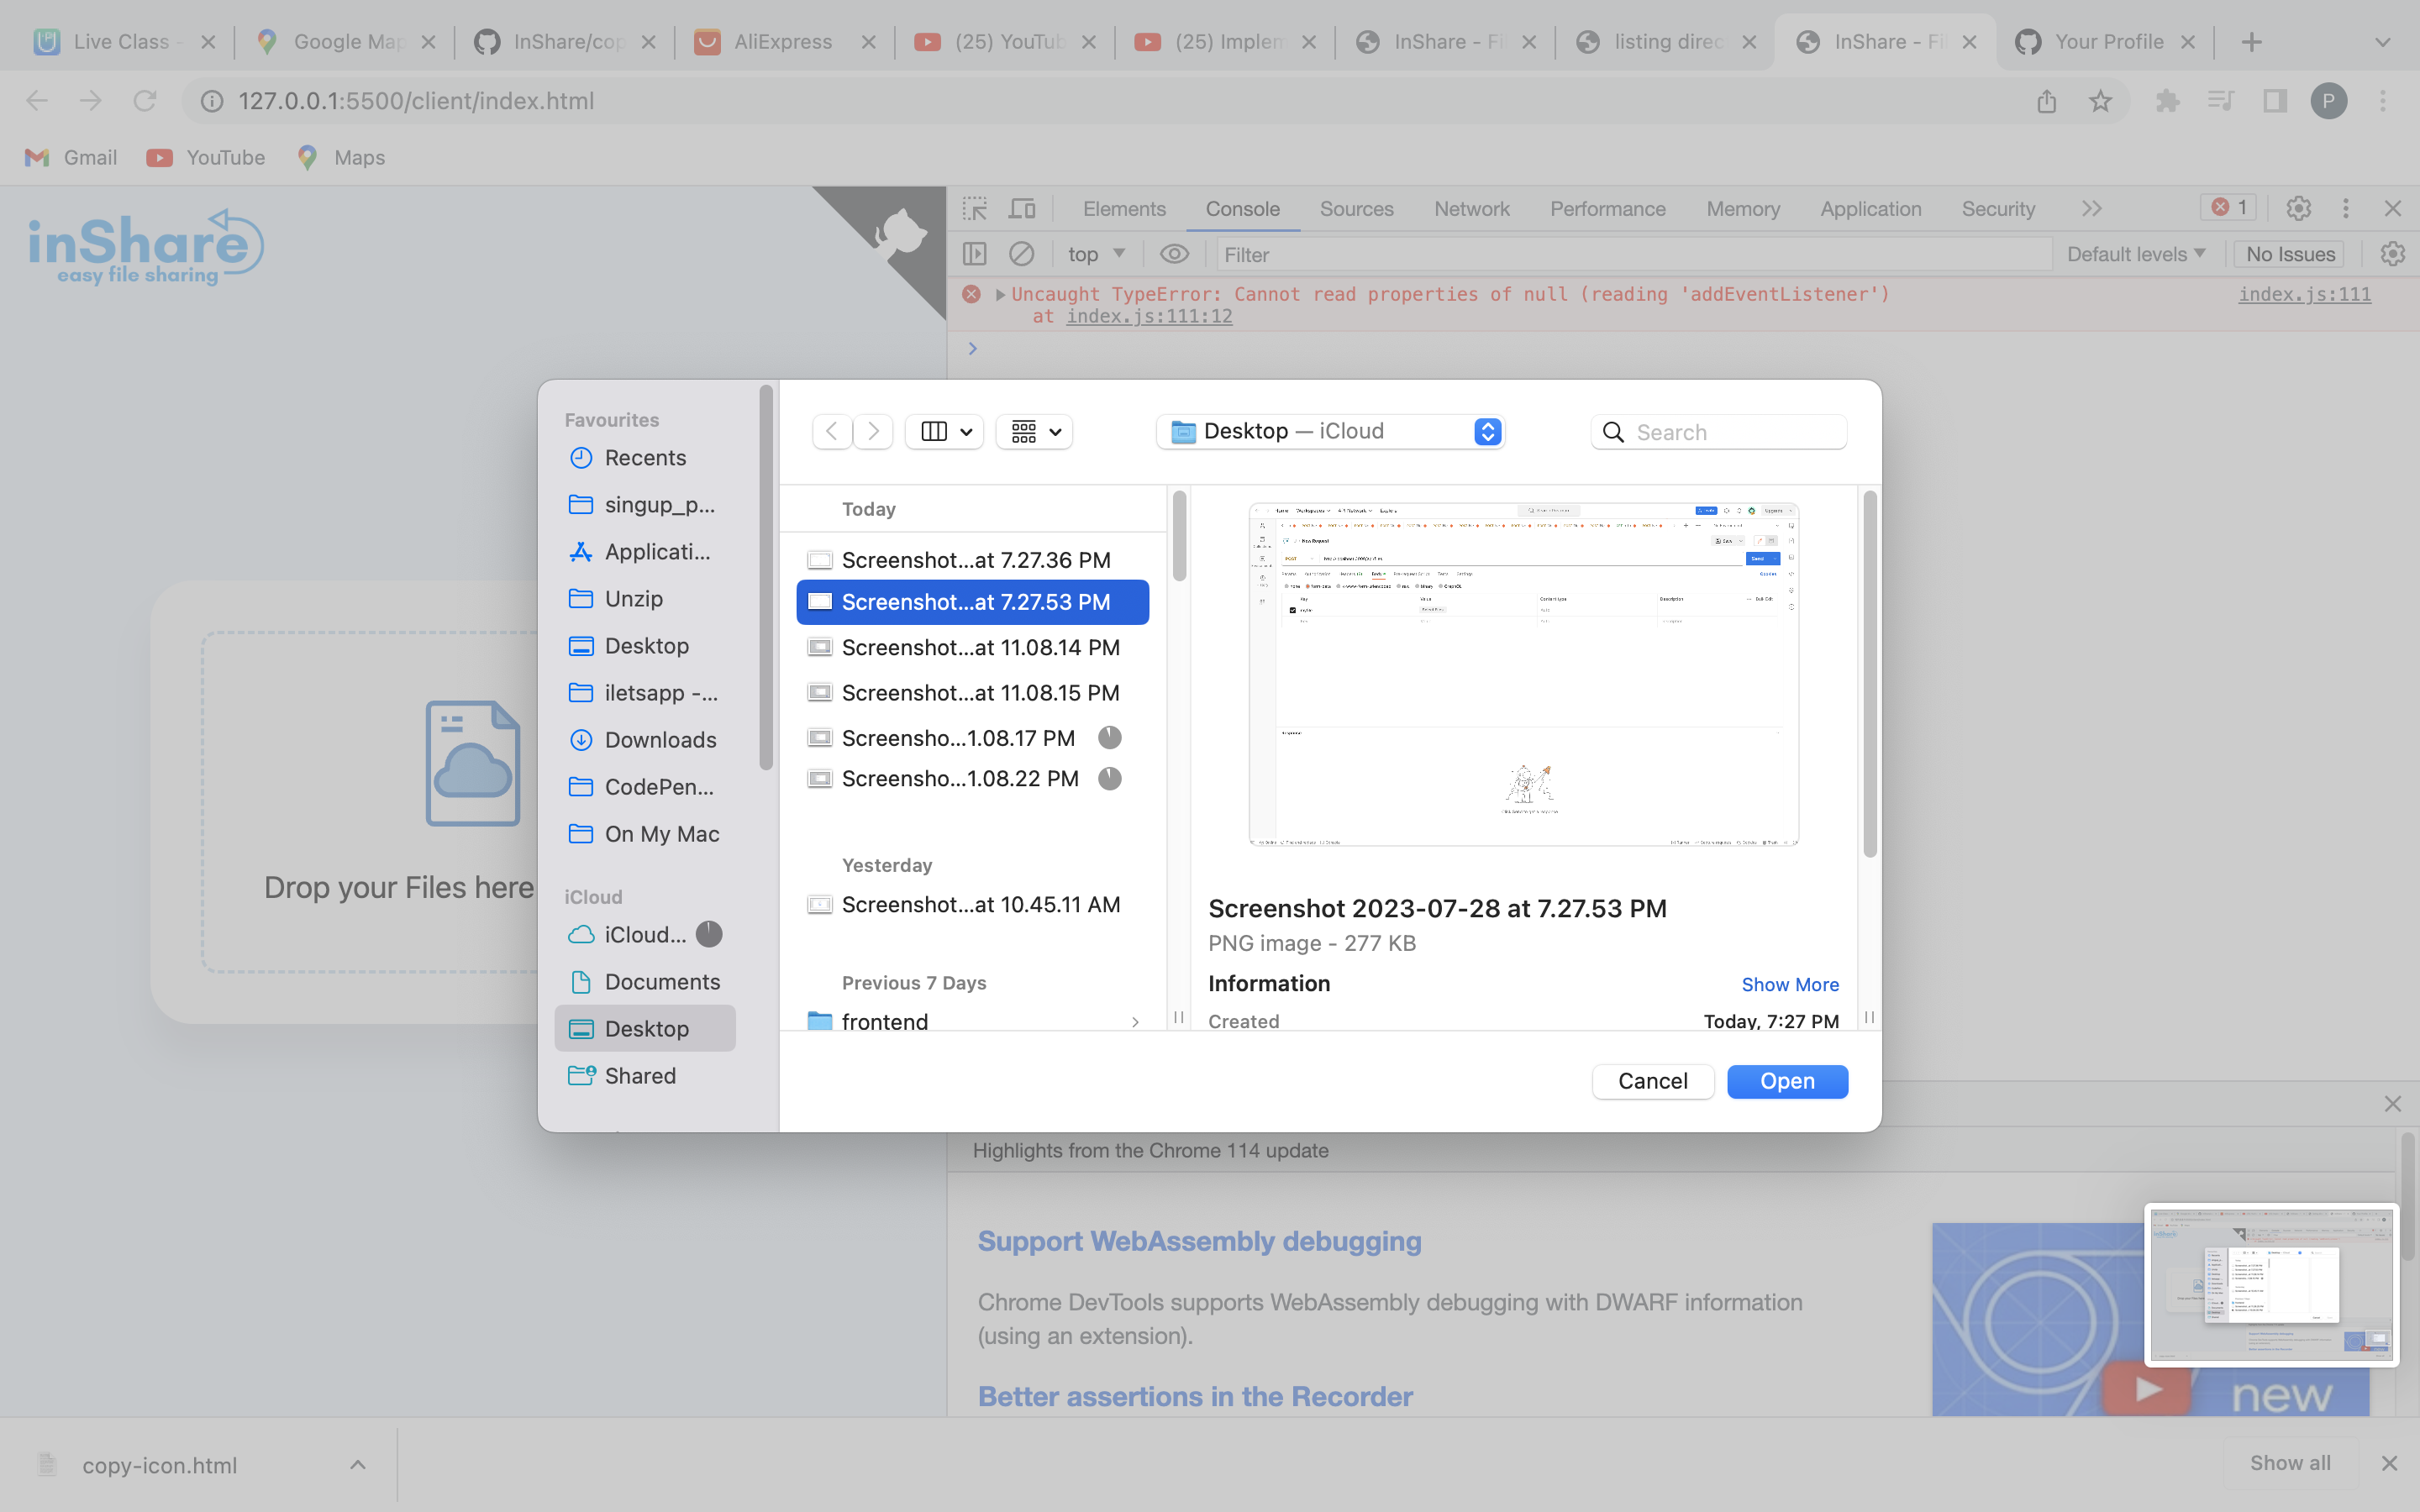 Live Class -
Google Map
InShare/cop
AliExpress
(25) YouTub
(25) Implem
InShare - Fi
listing direc
InShare - Fi
Your Profile
127.0.0.1:5500/client/index.html
P
Gmail
YouTube
Maps
inShare
easy file sharing
Elements
Console
Sources
Network
Performance
Memory
Application
Security
1
top
Filter
Default levels
No Issues
Uncaught TypeError: Cannot read properties of null (reading 'addEventListener')
index.js:111
at index.js:111:12
Drop your Files here
Favourites
Recents
singup_p...
Applicati...
Unzip
Desktop
iletsapp -...
Downloads
CodePen...
On My Mac
iCloud
iCloud...
Documents
Desktop
Shared
Desktop — iCloud
Search
Today
Screenshot...at 7.27.36 PM
Screenshot...at 7.27.53 PM
Screenshot...at 11.08.14 PM
Screenshot...at 11.08.15 PM
Screensho...1.08.17 PM
Screensho...1.08.22 PM
Yesterday
Screenshot...at 10.45.11 AM
Previous 7 Days
frontend
Screenshot 2023-07-28 at 7.27.53 PM
PNG image - 277 KB
Information
Show More
Created
Today, 7:27 PM
Cancel
Open
Highlights from the Chrome 114 update
Support WebAssembly debugging
Chrome DevTools supports WebAssembly debugging with DWARF information
(using an extension).
Better assertions in the Recorder
new
copy-icon.html
Show all